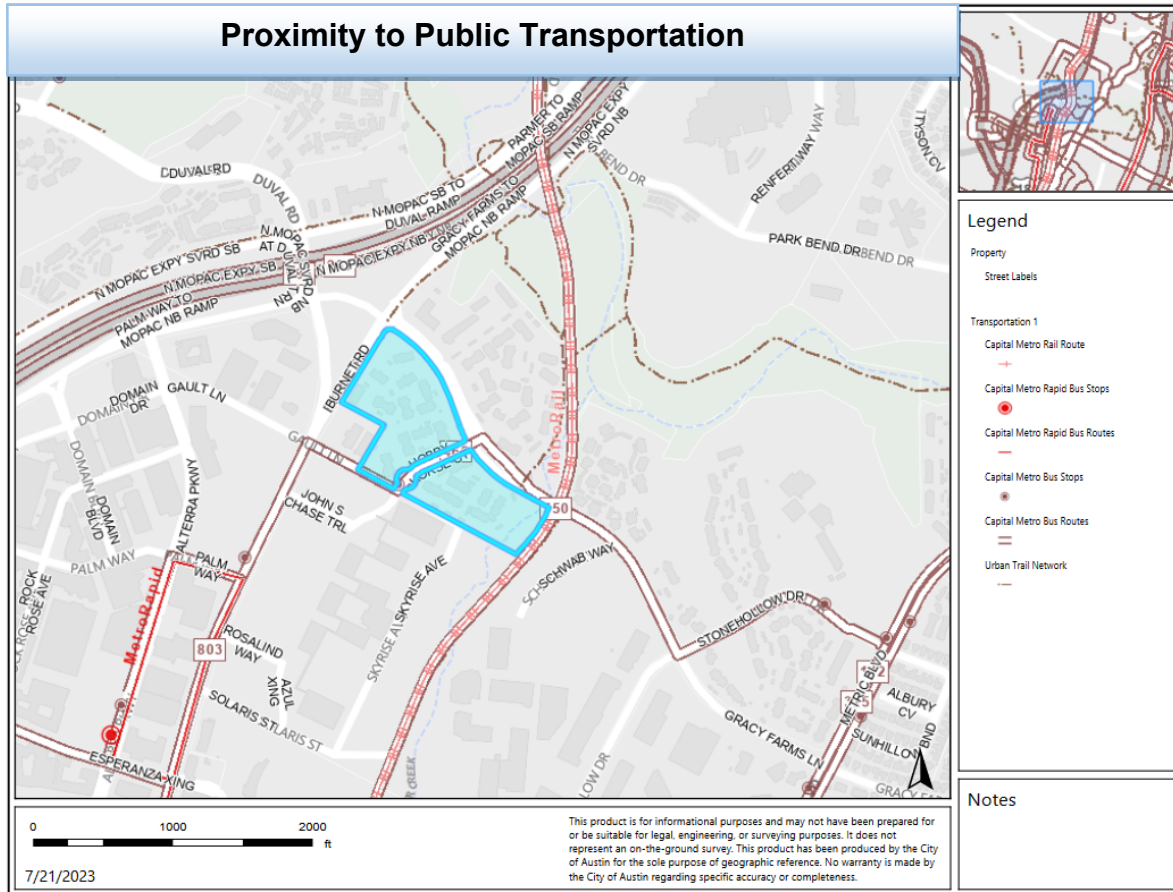 Proximity to Public Transportation
DUVAL RD
DUVAL RD
PARMER TO
MOPAC SB RAMP
N MOPAC EXPY
SVRD NB
BEND DR
RENFERT WAY
TYSON CV
N MOPAC SB TO
DUVAL RAMP
GRACY FARMS TO
MOPAC NB RAMP
PARK BEND DR
BEND DR
N MOPAC EXPY SVRD SB
N MOPAC EXPY SB
N MOPAC EXPY NB
PALM WAY TO
MOPAC NB RAMP
BURNET RD
DOMAIN
DR
GAULT LN
GAULT LN
HOBBY
HORSE
MetroRail
JOHN S
CHASE TRL
DOMAIN
BLVD
ALTERRA PKWY
PALM WAY
PALM
WAY
ROCK
ROSE AVE
SKYRISE AVE
SCHWAB WAY
STONEHOLLOW DR
MetroRapid
803
ROSALIND
WAY
AZUL
XING
SOLARIS ST
METRIC BLVD
ALBURY
CV
SUNHILLOW
BND
GRACY FARMS LN
ESPERANZA XING
Legend
Property
Street Labels
Transportation 1
Capital Metro Rail Route
Capital Metro Rapid Bus Stops
Capital Metro Rapid Bus Routes
Capital Metro Bus Stops
Capital Metro Bus Routes
Urban Trail Network
Notes
0 1000 2000
ft
7/21/2023
This product is for informational purposes and may not have been prepared for
or be suitable for legal, engineering, or surveying purposes. It does not
represent an on-the-ground survey. This product has been produced by the City
of Austin for the sole purpose of geographic reference. No warranty is made by
the City of Austin regarding specific accuracy or completeness.